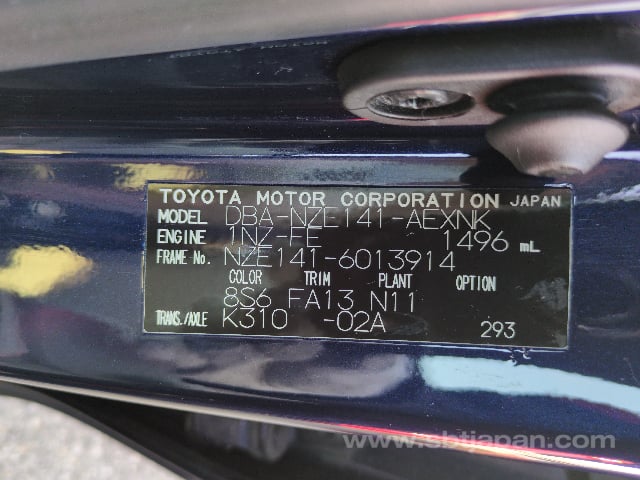 TOYOTA MOTOR CORPORATION JAPAN
MODEL DBA-NZE141-AEXNK
ENGINE 1NZ-FE 1496 mL
FRAME No. NZE141-6013914
COLOR TRIM PLANT OPTION
8S6 FA13 N11
TRANS./AXLE K310 -02A 293
www.sbtjapan.com